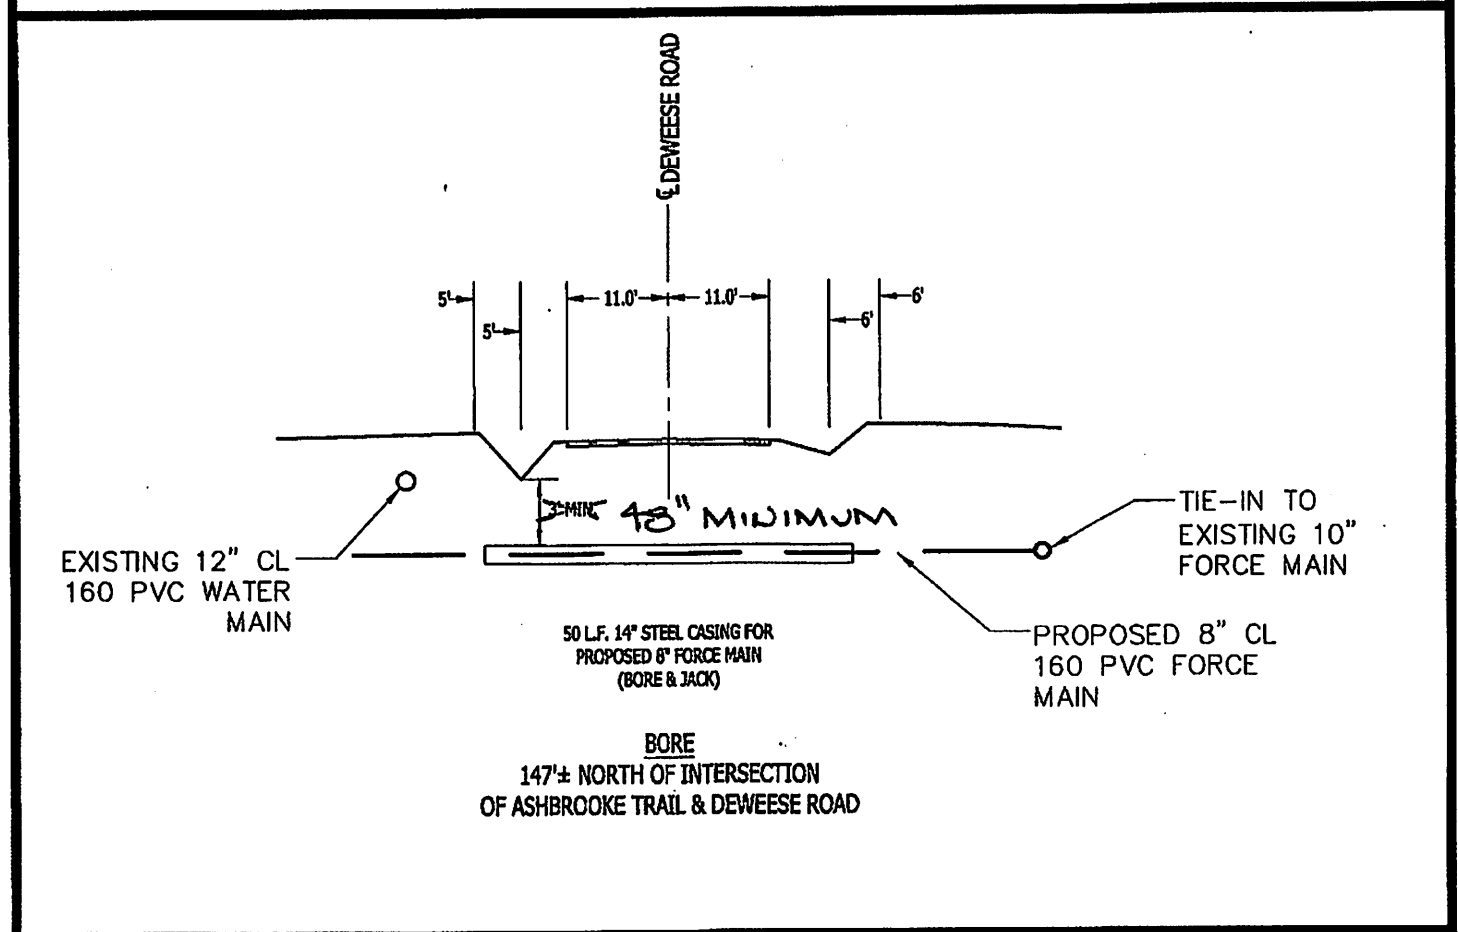 ℄ DEWEESE ROAD
5'
11.0'
11.0'
6'
5'
6'
3' MIN.
48" MINIMUM
EXISTING 12" CL
160 PVC WATER
MAIN
TIE-IN TO
EXISTING 10"
FORCE MAIN
50 L.F. 14" STEEL CASING FOR
PROPOSED 8" FORCE MAIN
(BORE & JACK)
PROPOSED 8" CL
160 PVC FORCE
MAIN
BORE
147'± NORTH OF INTERSECTION
OF ASHBROOKE TRAIL & DEWEESE ROAD